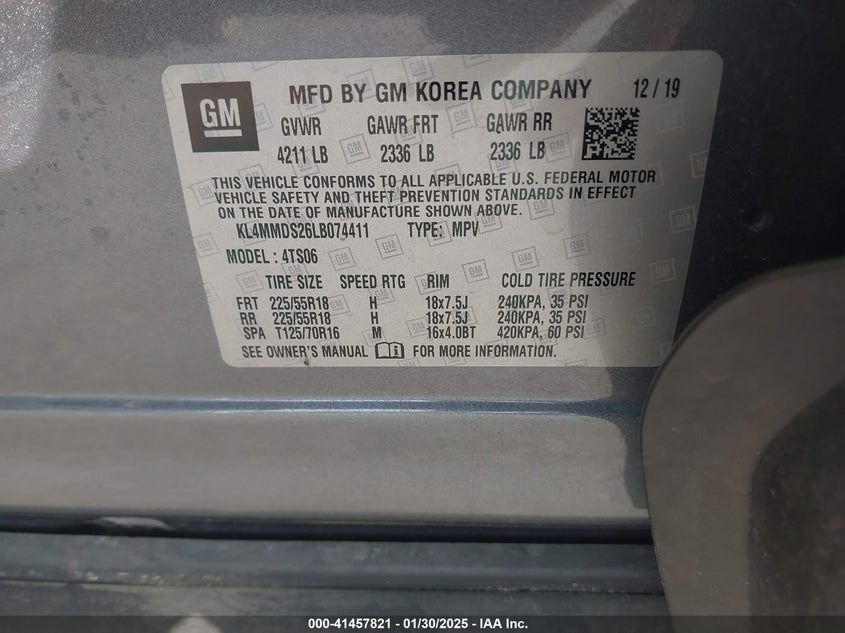 GM MFD BY GM KOREA COMPANY 12 / 19
GVWR GAWR FRT GAWR RR
4211 LB 2336 LB 2336 LB
THIS VEHICLE CONFORMS TO ALL APPLICABLE U.S. FEDERAL MOTOR
VEHICLE SAFETY AND THEFT PREVENTION STANDARDS IN EFFECT
ON THE DATE OF MANUFACTURE SHOWN ABOVE.
KL4MMDS26LB074411 TYPE: MPV
MODEL : 4TS06
TIRE SIZE SPEED RTG RIM COLD TIRE PRESSURE
FRT 225/55R18 H 18x7.5J 240KPA, 35 PSI
RR 225/55R18 H 18x7.5J 240KPA, 35 PSI
SPA T125/70R16 M 16x4.0BT 420KPA, 60 PSI
SEE OWNER'S MANUAL FOR MORE INFORMATION.
000-41457821 - 01/30/2025 - IAA Inc.